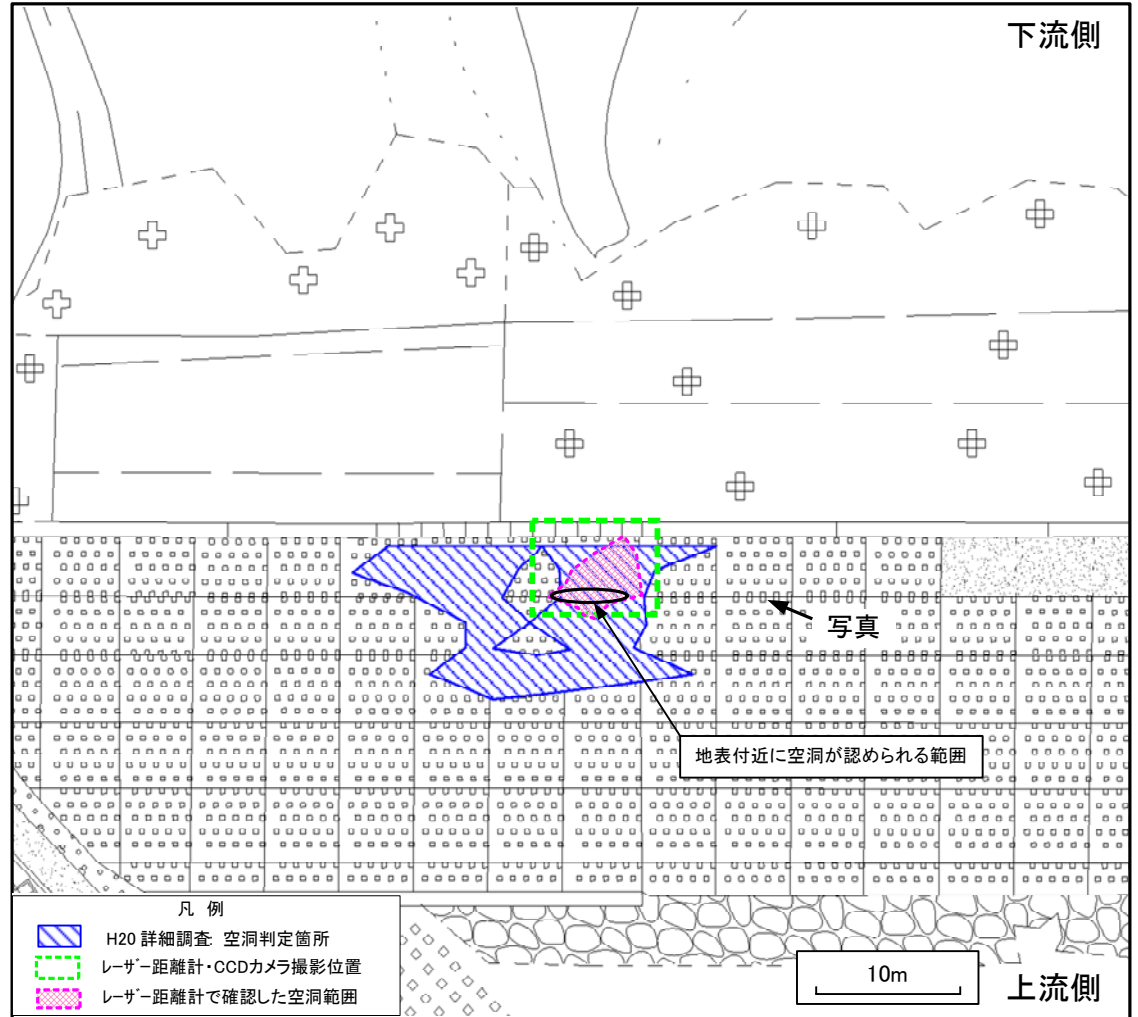 下流側
写真
地表付近に空洞が認められる範囲
凡 例
H20 詳細調査: 空洞判定箇所
レーザー距離計・CCDカメラ撮影位置
レーザー距離計で確認した空洞範囲
10m
上流側